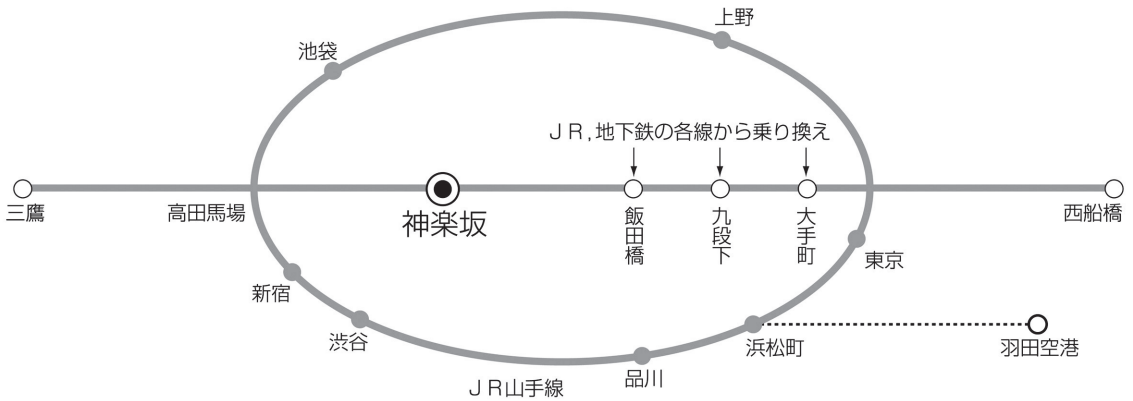 上野
池袋
JR,地下鉄の各線から乗り換え
三鷹
高田馬場
神楽坂
飯田橋
九段下
大手町
西船橋
東京
新宿
渋谷
浜松町
羽田空港
品川
JR山手線